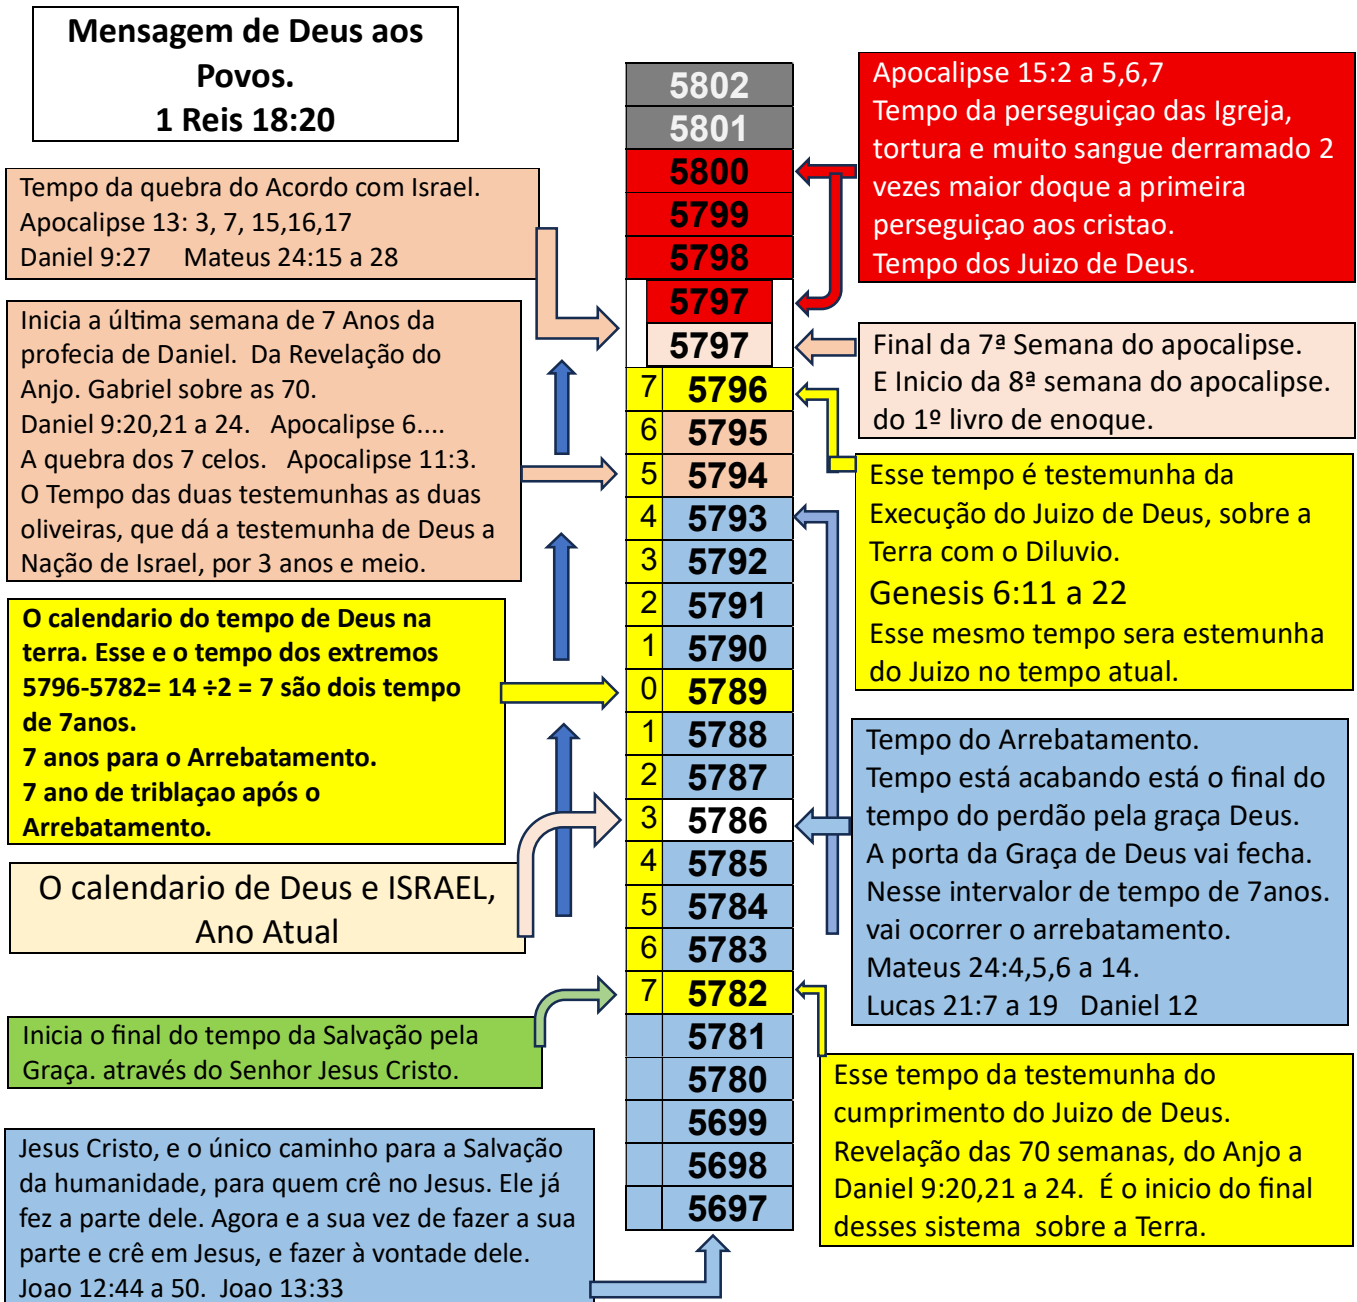 Mensagem de Deus aos
Povos.
1 Reis 18:20
Tempo da quebra do Acordo com Israel.
Apocalipse 13: 3, 7, 15,16,17
Daniel 9:27 Mateus 24:15 a 28
Inicia a última semana de 7 Anos da
profecia de Daniel. Da Revelação do
Anjo. Gabriel sobre as 70.
Daniel 9:20,21 a 24. Apocalipse 6....
A quebra dos 7 celos. Apocalipse 11:3.
O Tempo das duas testemunhas as duas
oliveiras, que dá a testemunha de Deus a
Nação de Israel, por 3 anos e meio.
O calendario do tempo de Deus na
terra. Esse e o tempo dos extremos
5796-5782= 14 ÷2 = 7 são dois tempo
de 7anos.
7 anos para o Arrebatamento.
7 ano de triblaçao após o
Arrebatamento.
O calendario de Deus e ISRAEL,
Ano Atual
Inicia o final do tempo da Salvação pela
Graça. através do Senhor Jesus Cristo.
Jesus Cristo, e o único caminho para a Salvação
da humanidade, para quem crê no Jesus. Ele já
fez a parte dele. Agora e a sua vez de fazer a sua
parte e crê em Jesus, e fazer à vontade dele.
Joao 12:44 a 50. Joao 13:33
5802
5801
5800
5799
5798
5797
5797
7 5796
6 5795
5 5794
4 5793
3 5792
2 5791
1 5790
0 5789
1 5788
2 5787
3 5786
4 5785
5 5784
6 5783
7 5782
5781
5780
5699
5698
5697
Apocalipse 15:2 a 5,6,7
Tempo da perseguiçao das Igreja,
tortura e muito sangue derramado 2
vezes maior doque a primeira
perseguiçao aos cristao.
Tempo dos Juizo de Deus.
Final da 7ª Semana do apocalipse.
E Inicio da 8ª semana do apocalipse.
do 1º livro de enoque.
Esse tempo é testemunha da
Execução do Juizo de Deus, sobre a
Terra com o Diluvio.
Genesis 6:11 a 22
Esse mesmo tempo sera estemunha
do Juizo no tempo atual.
Tempo do Arrebatamento.
Tempo está acabando está o final do
tempo do perdão pela graça Deus.
A porta da Graça de Deus vai fecha.
Nesse intervalor de tempo de 7anos.
vai ocorrer o arrebatamento.
Mateus 24:4,5,6 a 14.
Lucas 21:7 a 19 Daniel 12
Esse tempo da testemunha do
cumprimento do Juizo de Deus.
Revelação das 70 semanas, do Anjo a
Daniel 9:20,21 a 24. É o inicio do final
desses sistema sobre a Terra.